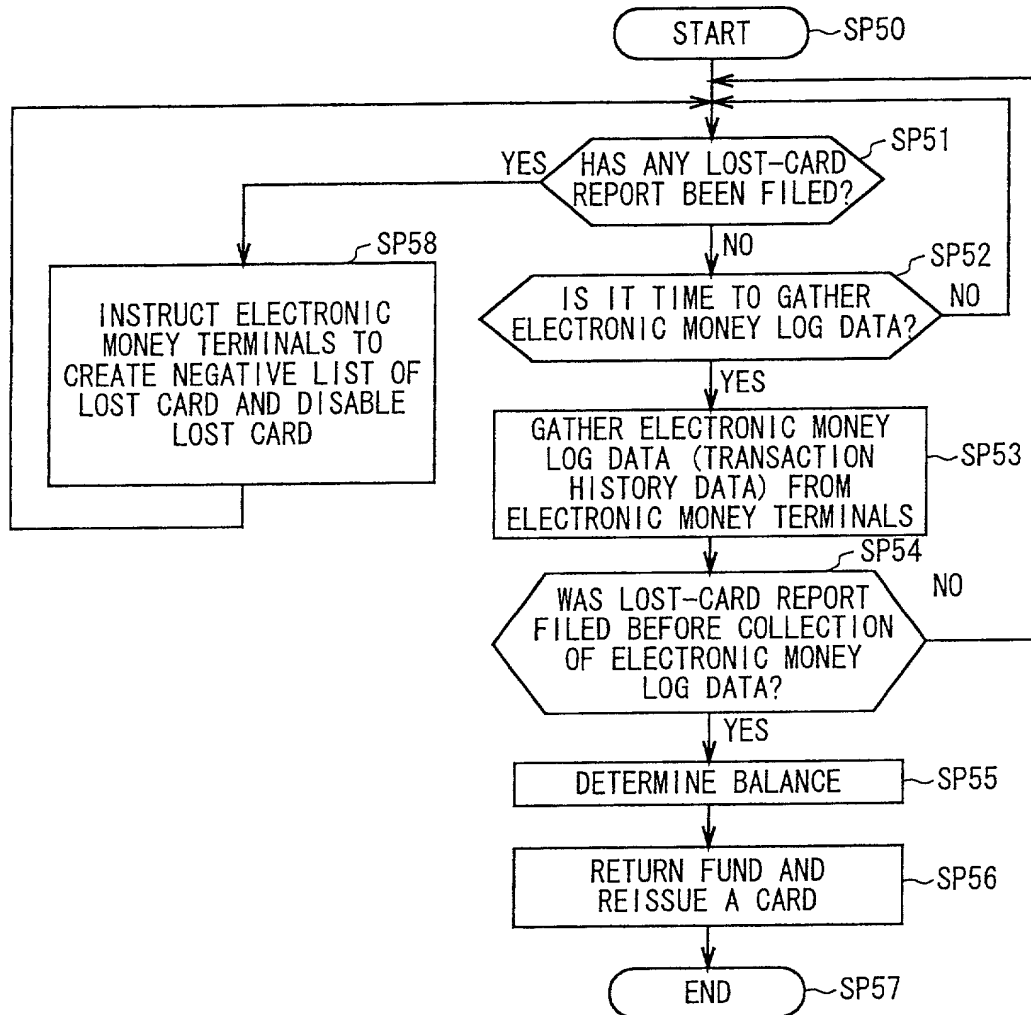 START
SP50
HAS ANY LOST-CARD
REPORT BEEN FILED?
SP51
YES
NO
SP58
INSTRUCT ELECTRONIC
MONEY TERMINALS TO
CREATE NEGATIVE LIST OF
LOST CARD AND DISABLE
LOST CARD
IS IT TIME TO GATHER
ELECTRONIC MONEY LOG DATA?
SP52
NO
YES
GATHER ELECTRONIC MONEY
LOG DATA (TRANSACTION
HISTORY DATA) FROM
ELECTRONIC MONEY TERMINALS
SP53
SP54
WAS LOST-CARD REPORT
FILED BEFORE COLLECTION
OF ELECTRONIC MONEY
LOG DATA?
NO
YES
DETERMINE BALANCE
SP55
RETURN FUND AND
REISSUE A CARD
SP56
END
SP57